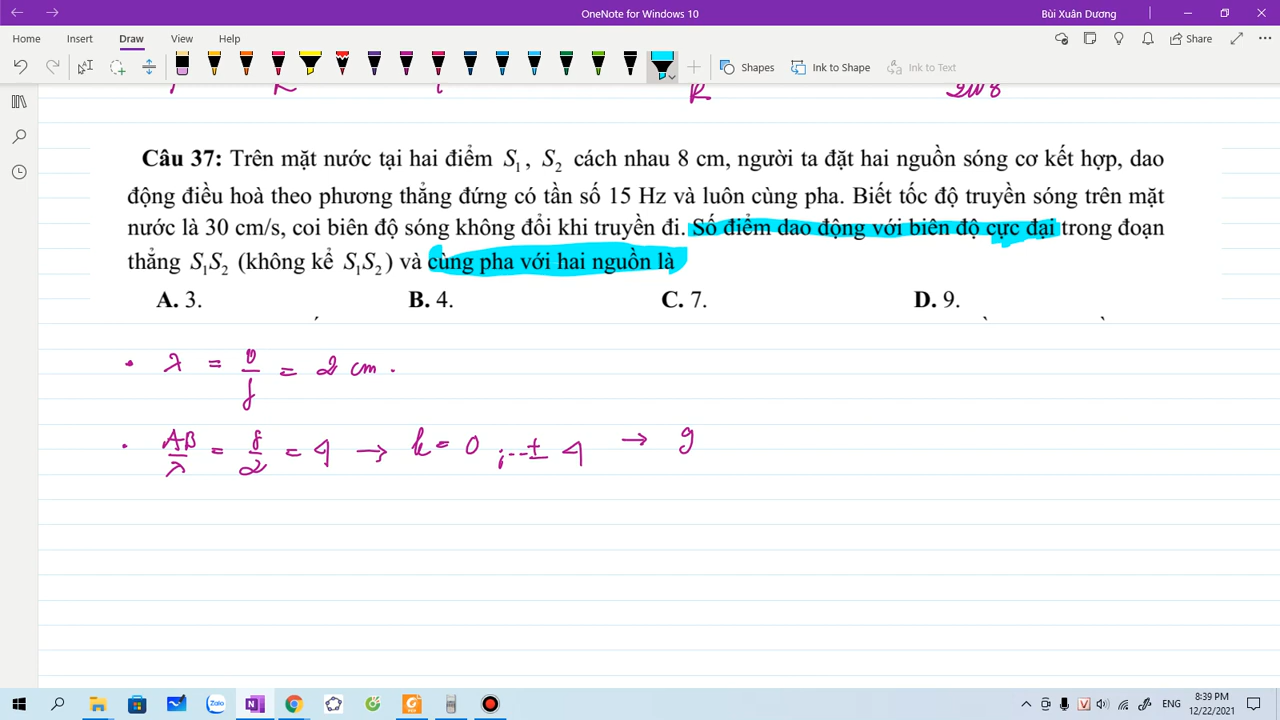 OneNote for Windows 10
Bùi Xuân Dương
Home Insert Draw View Help
Share
Shapes Ink to Shape Ink to Text
Câu 37: Trên mặt nước tại hai điểm S₁, S₂ cách nhau 8 cm, người ta đặt hai nguồn sóng cơ kết hợp, dao
động điều hoà theo phương thẳng đứng có tần số 15 Hz và luôn cùng pha. Biết tốc độ truyền sóng trên mặt
nước là 30 cm/s, coi biên độ sóng không đổi khi truyền đi. Số điểm dao động với biên độ cực đại trong đoạn
thẳng S₁S₂ (không kể S₁S₂) và cùng pha với hai nguồn là
A. 3. B. 4. C. 7. D. 9.
• λ = v/f = 2 cm.
• AB/λ = 8/2 = 4 → k = 0, ...± 4 → 9
Zalo
ENG
8:39 PM
12/22/2021